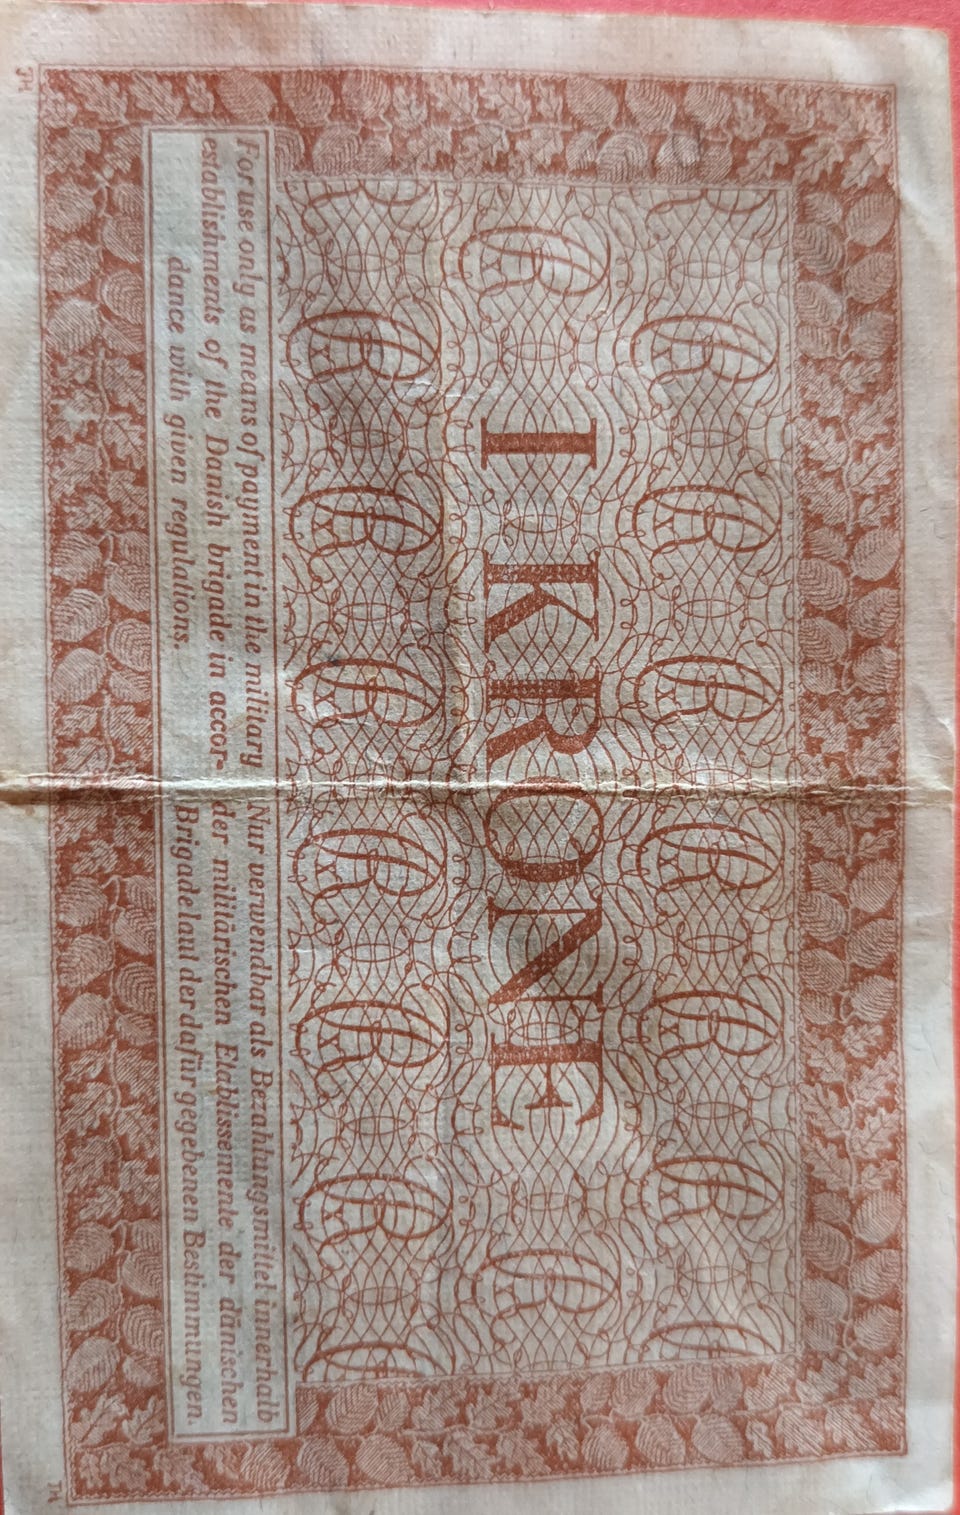 1 KRONE
For use only as means of payment in the military
establishments of the Danish brigade in accor-
dance with given regulations.
Nur verwendbar als Bezahlungsmittel innerhalb
der militärischen Etablissemente der dänischen
Brigade laut der dafür gegebenen Bestimmungen.